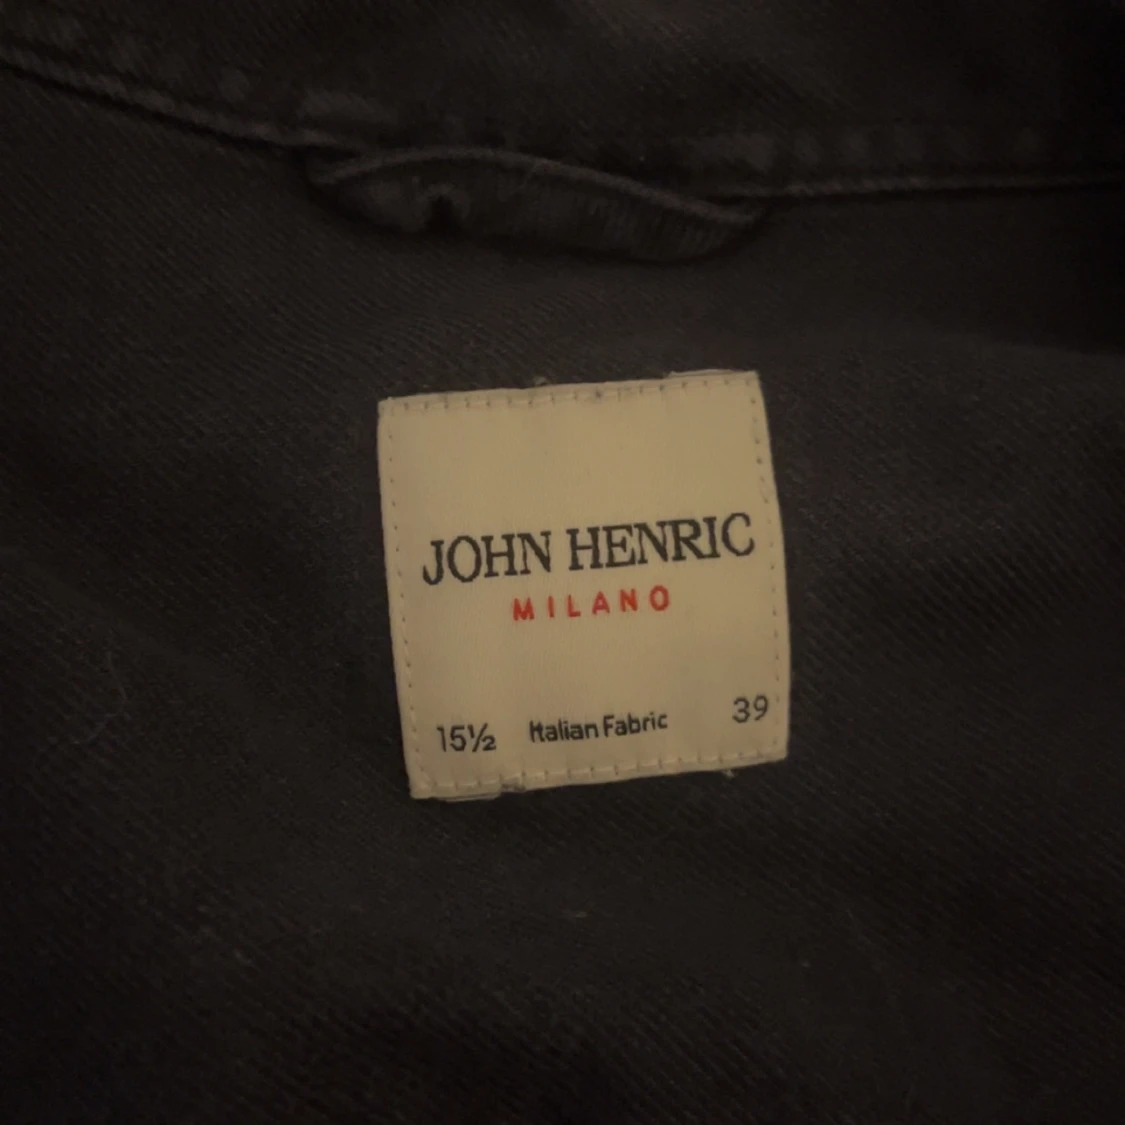 JOHN HENRIC
MILANO
15½ Italian Fabric 39